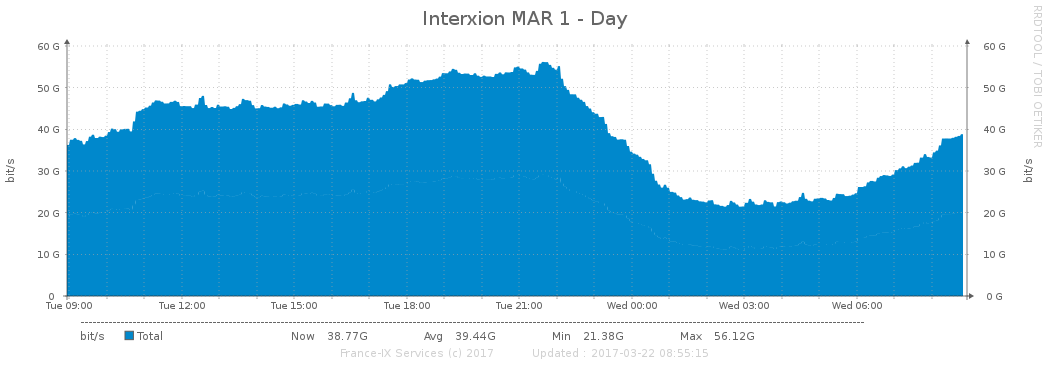 Interxion MAR 1 - Day
RRDTOOL / TOBI OETIKER
60 G 60 G
50 G 50 G
40 G 40 G
30 G 30 G
20 G 20 G
10 G 10 G
0 0 G
bit/s bit/s
Tue 09:00 Tue 12:00 Tue 15:00 Tue 18:00 Tue 21:00 Wed 00:00 Wed 03:00 Wed 06:00
bit/s Total Now 38.77G Avg 39.44G Min 21.38G Max 56.12G
France-IX Services (c) 2017 Updated : 2017-03-22 08:55:15